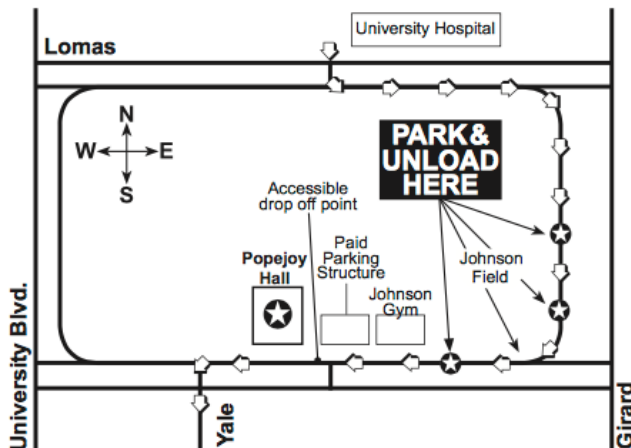 Lomas
University Hospital
N
W
E
S
PARK &
UNLOAD
HERE
Accessible
drop off point
Popejoy
Hall
Paid
Parking
Structure
Johnson
Gym
Johnson
Field
University Blvd.
Yale
Girard